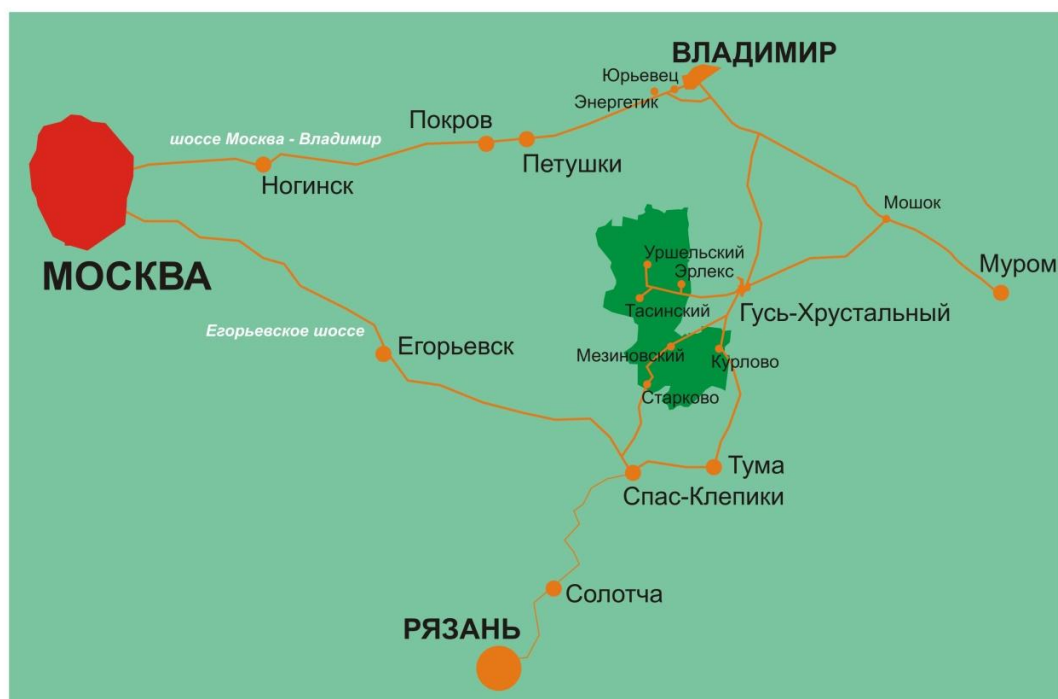 ВЛАДИМИР
Юрьевец
Энергетик
Покров
шоссе Москва - Владимир
Петушки
Ногинск
Мошок
МОСКВА
Уршельский
Эрлекс
Муром
Тасинский
Гусь-Хрустальный
Егорьевское шоссе
Егорьевск
Мезиновский
Курлово
Старково
Тума
Спас-Клепики
Солотча
РЯЗАНЬ